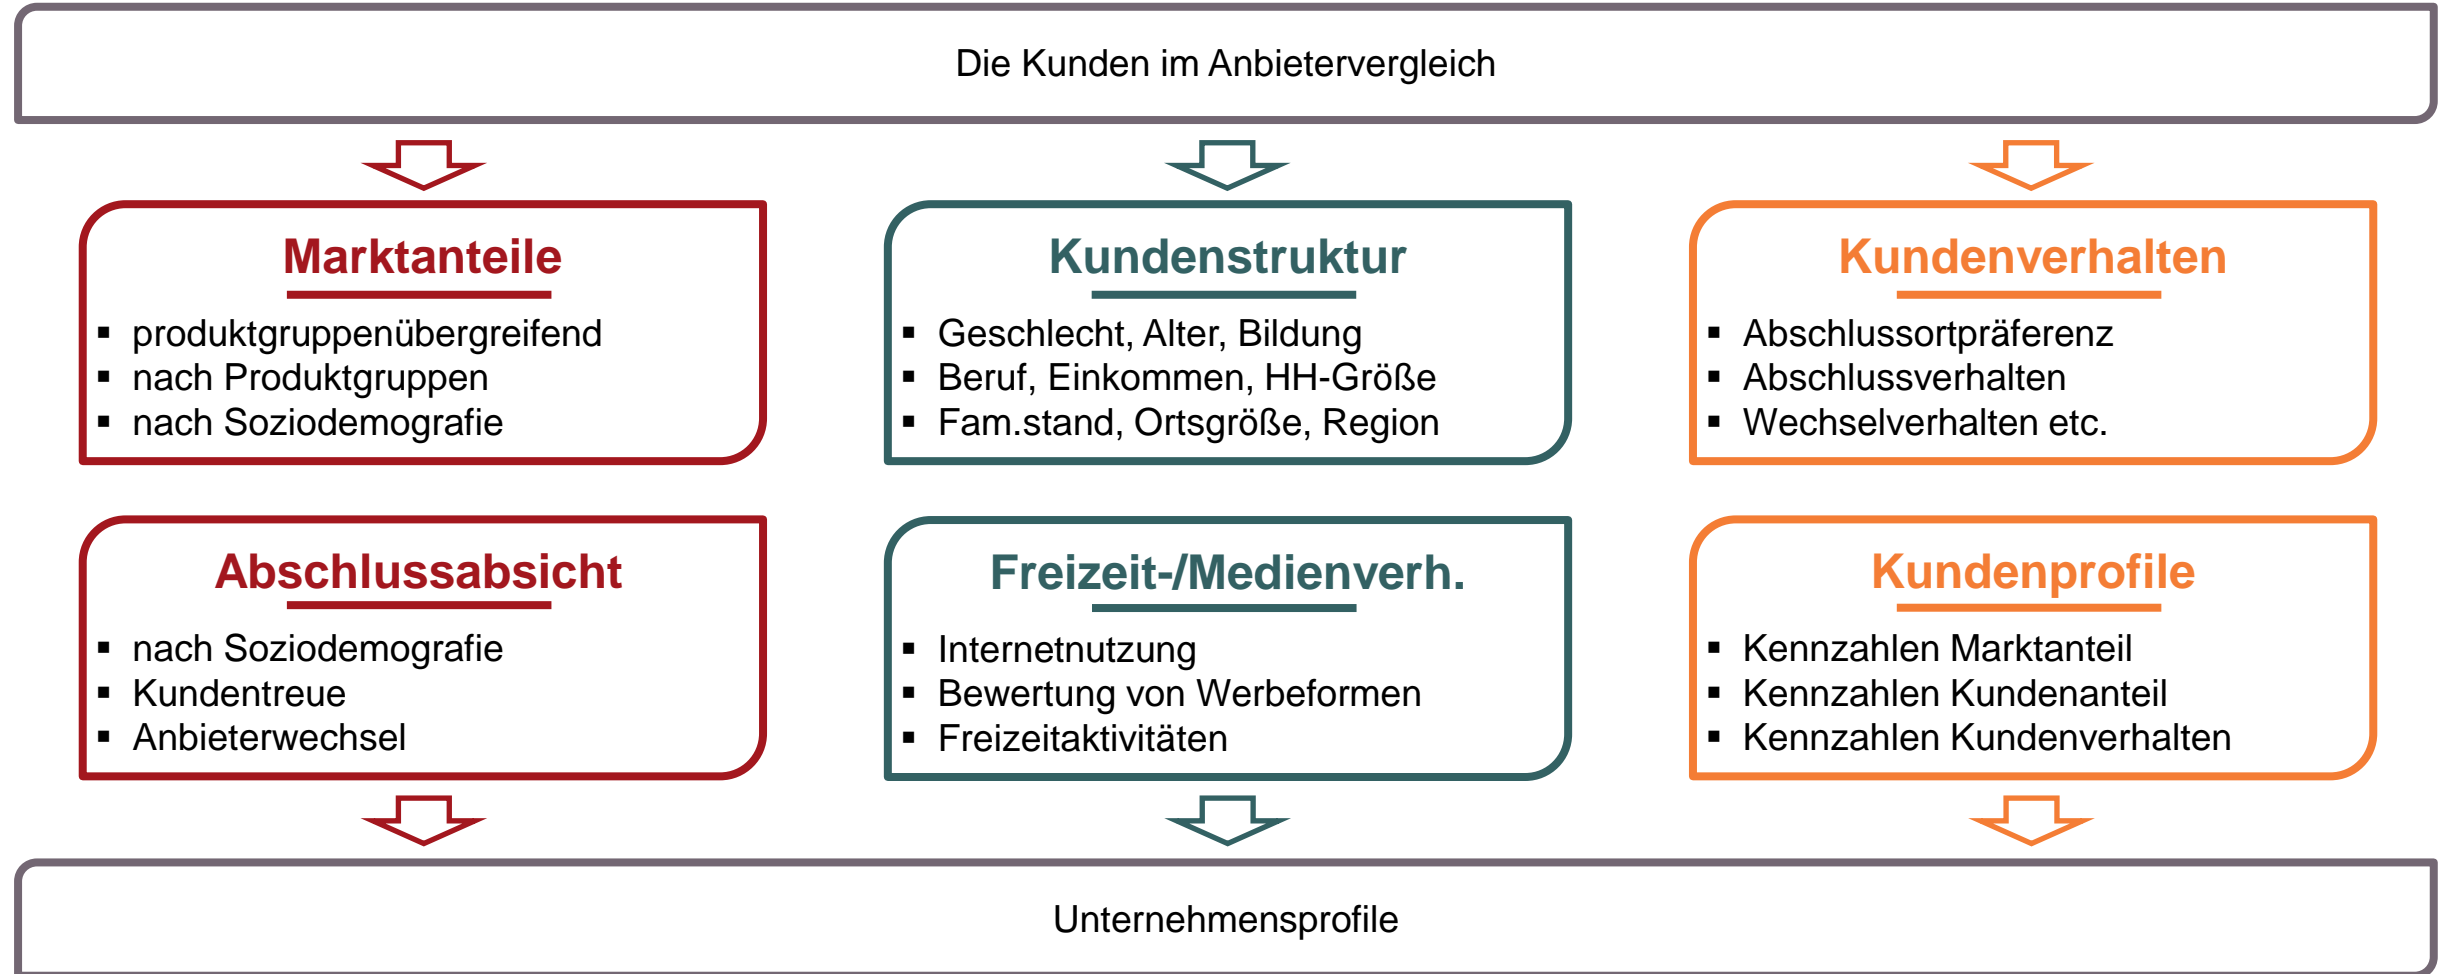 Die Kunden im Anbietervergleich
Marktanteile
▪ produktgruppenübergreifend
▪ nach Produktgruppen
▪ nach Soziodemografie
Kundenstruktur
▪ Geschlecht, Alter, Bildung
▪ Beruf, Einkommen, HH-Größe
▪ Fam.stand, Ortsgröße, Region
Kundenverhalten
▪ Abschlussortpräferenz
▪ Abschlussverhalten
▪ Wechselverhalten etc.
Abschlussabsicht
▪ nach Soziodemografie
▪ Kundentreue
▪ Anbieterwechsel
Freizeit-/Medienverh.
▪ Internetnutzung
▪ Bewertung von Werbeformen
▪ Freizeitaktivitäten
Kundenprofile
▪ Kennzahlen Marktanteil
▪ Kennzahlen Kundenanteil
▪ Kennzahlen Kundenverhalten
Unternehmensprofile